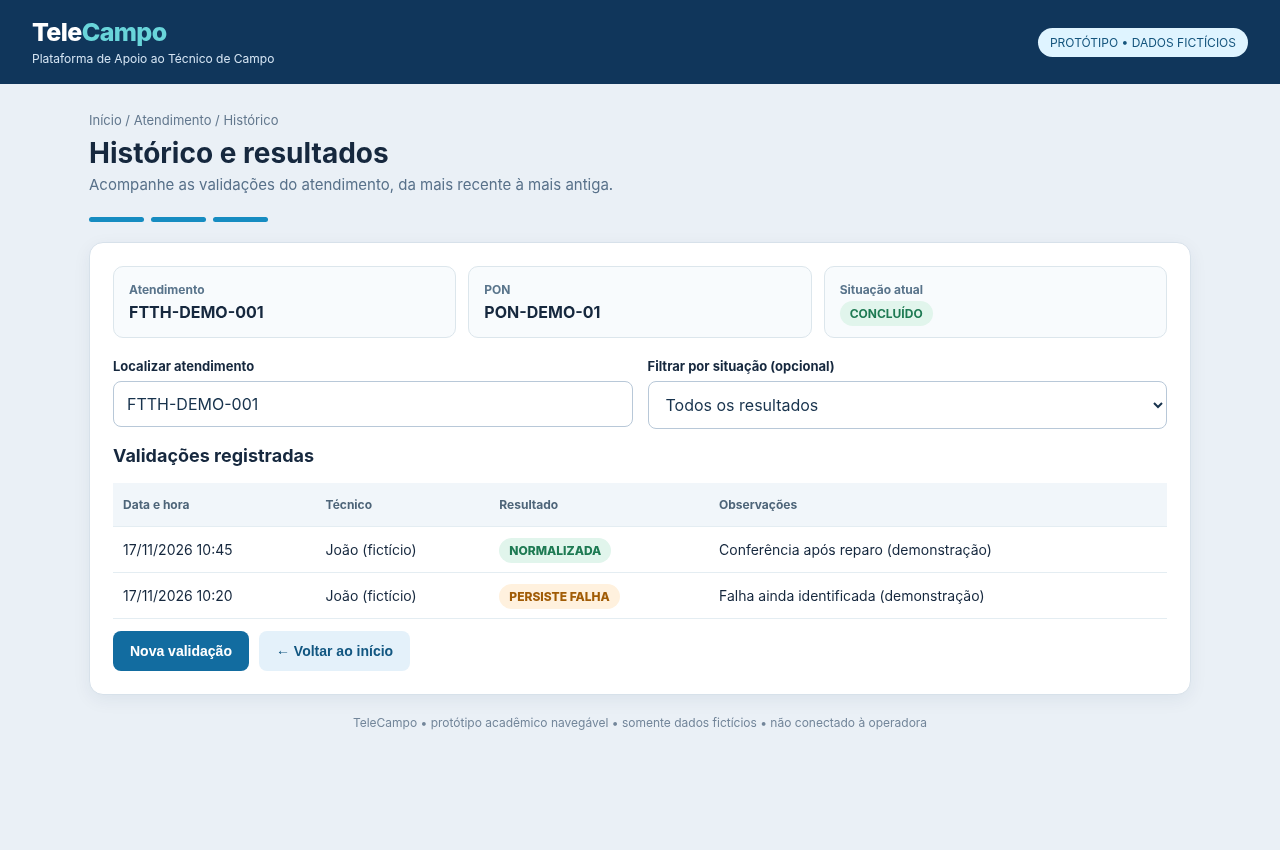 TeleCampo
Plataforma de Apoio ao Técnico de Campo
PROTÓTIPO • DADOS FICTÍCIOS
Início / Atendimento / Histórico
Histórico e resultados
Acompanhe as validações do atendimento, da mais recente à mais antiga.
Atendimento
FTTH-DEMO-001
PON
PON-DEMO-01
Situação atual
CONCLUÍDO
Localizar atendimento
FTTH-DEMO-001
Filtrar por situação (opcional)
Todos os resultados
Validações registradas
Data e hora Técnico Resultado Observações
17/11/2026 10:45 João (fictício) NORMALIZADA Conferência após reparo (demonstração)
17/11/2026 10:20 João (fictício) PERSISTE FALHA Falha ainda identificada (demonstração)
Nova validação ← Voltar ao início
TeleCampo • protótipo acadêmico navegável • somente dados fictícios • não conectado à operadora